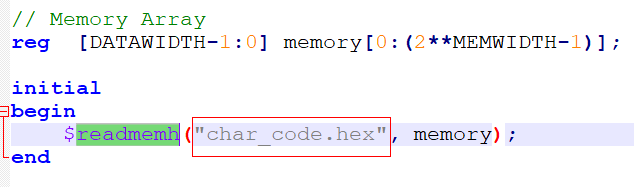 // Memory Array
reg [DATAWIDTH-1:0] memory[0:(2**MEMWIDTH-1)];
initial
begin
$readmemh("char_code.hex", memory);
end